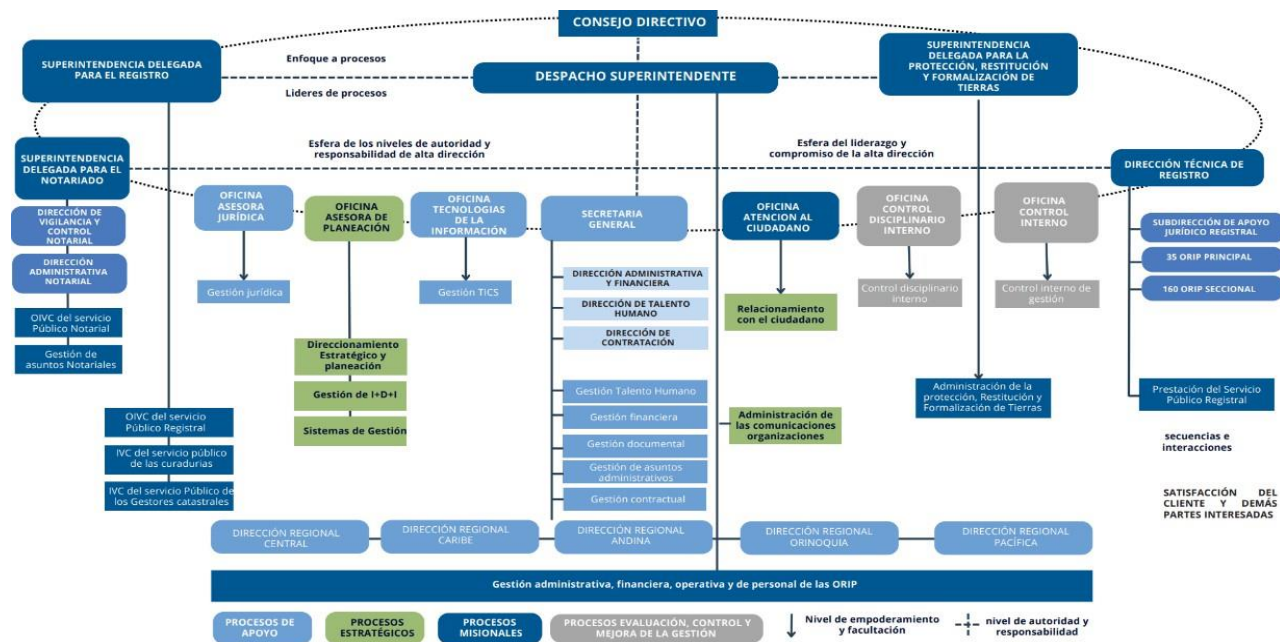 CONSEJO DIRECTIVO
SUPERINTENDENCIA DELEGADA
PARA EL REGISTRO
Enfoque a procesos
Lideres de procesos
DESPACHO SUPERINTENDENTE
SUPERINTENDENCIA
DELEGADA PARA LA
PROTECCIÓN, RESTITUCIÓN
Y FORMALIZACIÓN DE
TIERRAS
Esfera de los niveles de autoridad y
responsabilidad de alta dirección
Esfera del liderazgo y
compromiso de la alta dirección
SUPERINTENDENCIA
DELEGADA PARA EL
NOTARIADO
DIRECCIÓN TÉCNICA DE
REGISTRO
DIRECCIÓN DE
VIGILANCIA Y
CONTROL
NOTARIAL
DIRECCIÓN
ADMINISTRATIVA
NOTARIAL
OIVC del servicio
Público Notarial
Gestión de
asuntos Notariales
OFICINA
ASESORA
JURÍDICA
Gestión jurídica
OFICINA
ASESORA DE
PLANEACIÓN
Direccionamiento
Estratégico y
planeación
Gestión de I+D+I
Sistemas de Gestión
OFICINA
TECNOLOGIAS
DE LA
INFORMACIÓN
Gestión TICS
SECRETARIA
GENERAL
DIRECCIÓN ADMINISTRATIVA
Y FINANCIERA
DIRECCIÓN DE TALENTO
HUMANO
DIRECCIÓN DE
CONTRATACIÓN
Gestión Talento Humano
Gestión financiera
Gestión documental
Gestión de asuntos
administrativos
Gestión contractual
OFICINA
ATENCION AL
CIUDADANO
Relacionamiento
con el ciudadano
Administración de
las comunicaciones
organizaciones
OFICINA
CONTROL
DISCIPLINARIO
INTERNO
Control disciplinario
interno
OFICINA
CONTROL
INTERNO
Control interno de
gestión
SUBDIRECCIÓN DE APOYO
JURÍDICO REGISTRAL
35 ORIP PRINCIPAL
160 ORIP SECCIONAL
Administración de la
protección, Restitución y
Formalización de Tierras
Prestación del Servicio
Público Registral
OIVC del servicio
Público Registral
IVC del servicio público
de las curadurias
IVC del servicio Público de
los Gestores catastrales
secuencias e
interacciones
SATISFACCIÓN DEL
CLIENTE Y DEMÁS
PARTES INTERESADAS
DIRECCIÓN REGIONAL
CENTRAL
DIRECCIÓN REGIONAL
CARIBE
DIRECCIÓN REGIONAL
ANDINA
DIRECCIÓN REGIONAL
ORINOQUIA
DIRECCIÓN REGIONAL
PACÍFICA
Gestión administrativa, financiera, operativa y de personal de las ORIP
PROCESOS DE
APOYO
PROCESOS
ESTRATÉGICOS
PROCESOS
MISIONALES
PROCESOS EVALUACIÓN, CONTROL Y
MEJORA DE LA GESTIÓN
Nivel de empoderamiento
y facultación
nivel de autoridad y
responsabilidad